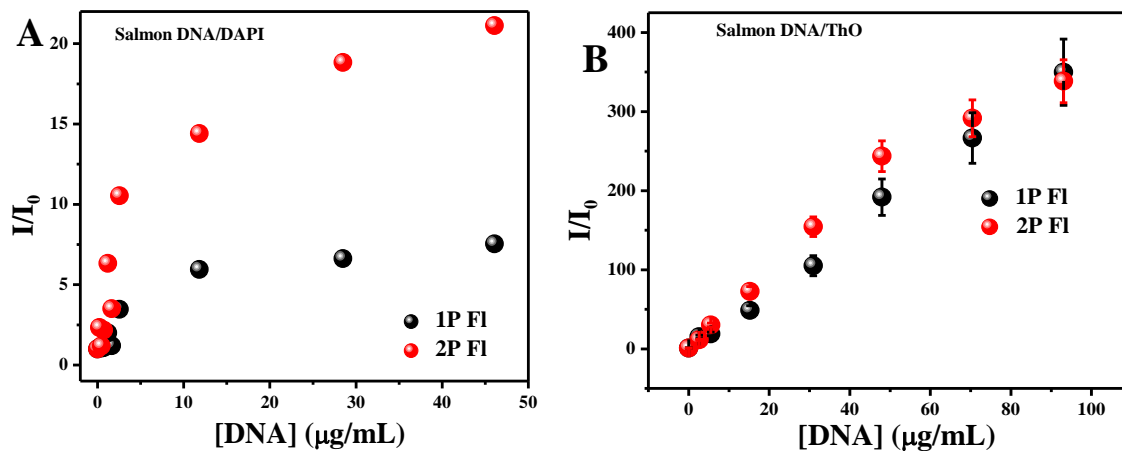 A
Salmon DNA/DAPI
I/I0
20
15
10
5
0
1P Fl
2P Fl
0 10 20 30 40 50
[DNA] (μg/mL)
B
Salmon DNA/ThO
I/I0
400
300
200
100
0
1P Fl
2P Fl
0 20 40 60 80 100
[DNA] (μg/mL)